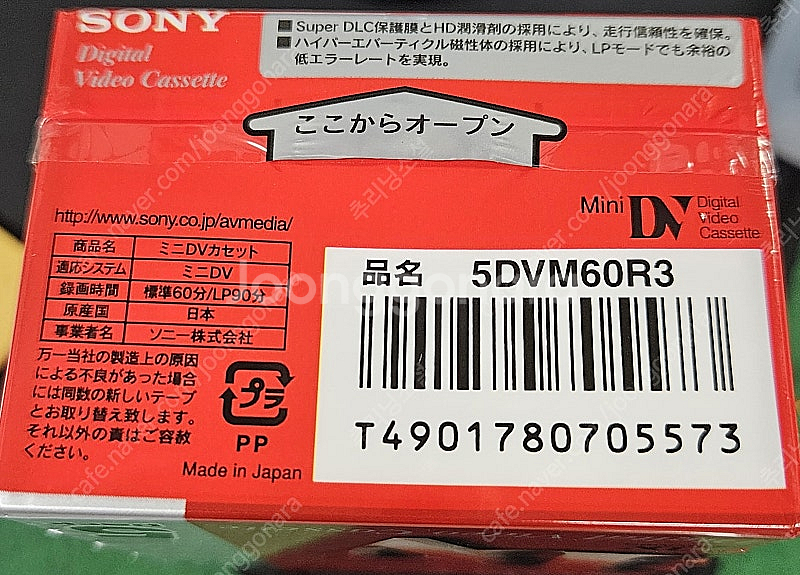 SONY
Digital
Video Cassette
■ Super DLC保護膜とHD潤滑剤の採用により、走行信頼性を確保。
■ ハイパーエバーティクル磁性体の採用により、LPモードでも余裕の
低エラーレートを実現。
ここからオープン
http://www.sony.co.jp/avmedia/
商品名 ミニDVカセット
適応システム ミニDV
録画時間 標準60分/LP90分
原産国 日本
事業者名 ソニー株式会社
万一当社の製造上の原因
による不良があった場合
には同数の新しいテープ
とお取り替え致します。
それ以外の責はご容赦
ください。
プラ
PP
Made in Japan
Mini DV Digital
Video
Cassette
品名 5DVM60R3
T4901780705573
joonggonara
cafe.naver.com/joonggonara